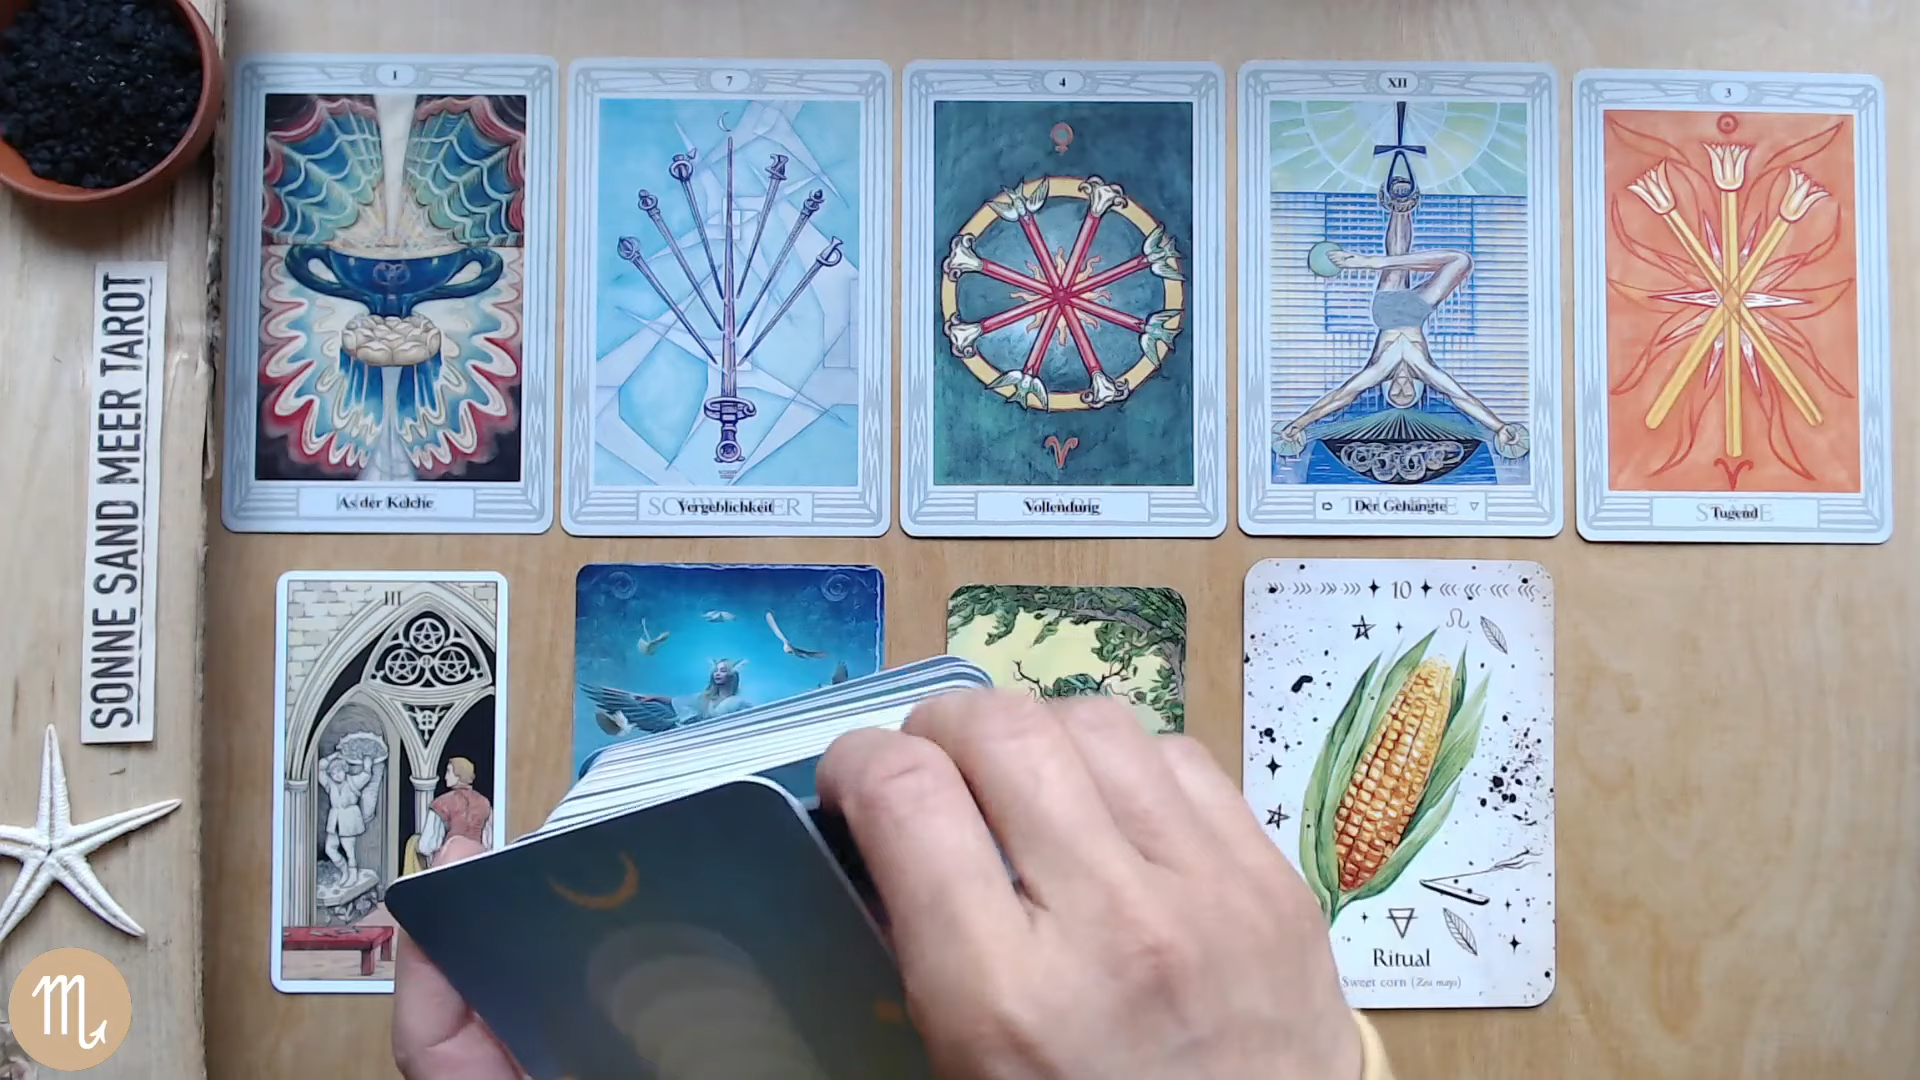 1
As der Kelche
7
Vergeblichkeit
4
Vollendung
XII
Der Gehängte
3
Tugend
SONNE SAND MEER TAROT
III
10
Ritual
Sweet corn (Zea mays)